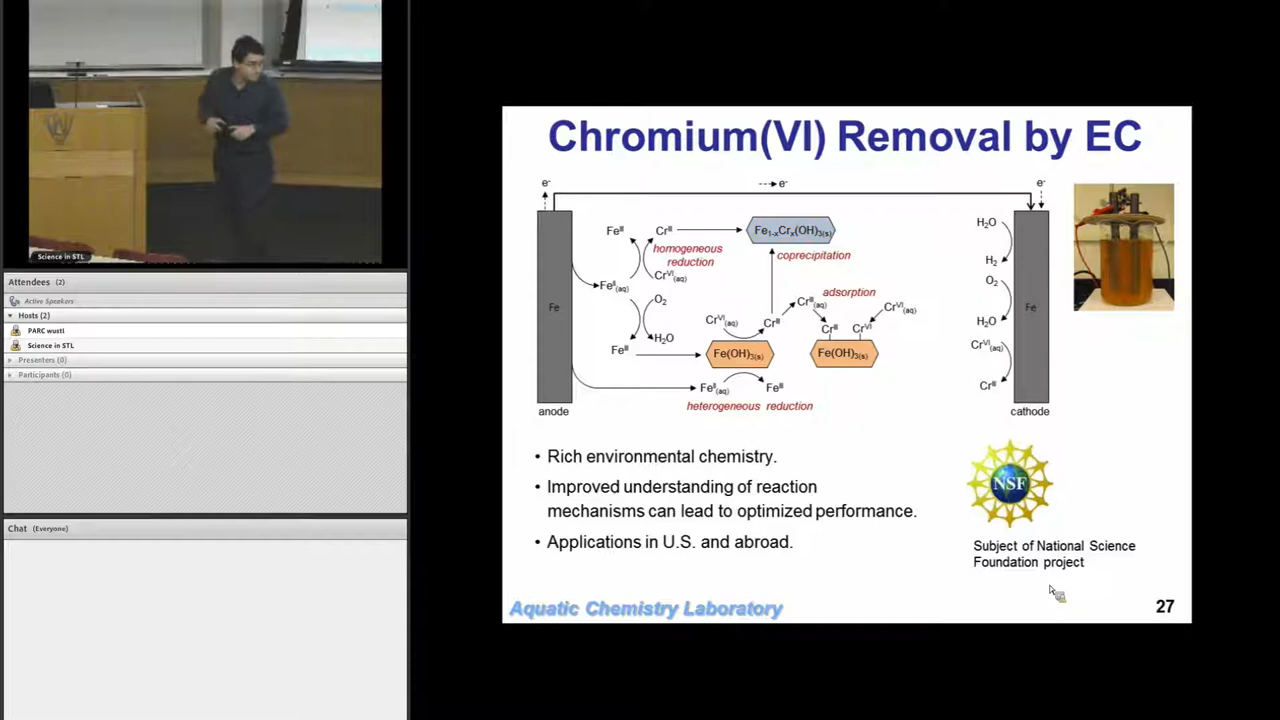 Science in STL
Attendees (2)
Active Speakers
Hosts (2)
PARC wustl
Science in STL
Presenters (0)
Participants (0)
Chat (Everyone)
Chromium(VI) Removal by EC
e-
e-
e-
Fe
anode
Feᴵᴵᴵ
Crᴵᴵᴵ
homogeneous
reduction
Crⱽᴵ(aq)
Feᴵᴵ(aq)
O₂
H₂O
Feᴵᴵᴵ
Fe₁₋ₓCrₓ(OH)₃(s)
coprecipitation
adsorption
Crᴵᴵᴵ(aq)
Crⱽᴵ(aq)
Crⱽᴵ(aq)
Crᴵᴵᴵ
Crᴵᴵᴵ
Crⱽᴵ
Fe(OH)₃(s)
Fe(OH)₃(s)
Feᴵᴵ(aq)
Feᴵᴵᴵ
heterogeneous reduction
H₂O
H₂
O₂
H₂O
Crⱽᴵ(aq)
Crᴵᴵᴵ
Fe
cathode
• Rich environmental chemistry.
• Improved understanding of reaction
mechanisms can lead to optimized performance.
• Applications in U.S. and abroad.
NSF
Subject of National Science
Foundation project
Aquatic Chemistry Laboratory
27